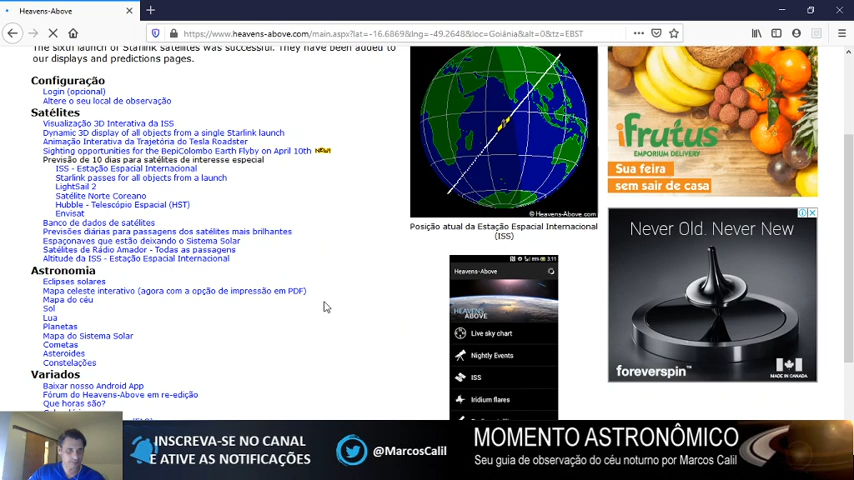 Heavens-Above
https://www.heavens-above.com/main.aspx?lat=-16.6869&lng=-49.2648&loc=Goiânia&alt=0&tz=EBST
The sixth launch of Starlink satellites was successful. They have been added to
our displays and predictions pages.
Configuração
Login (opcional)
Altere o seu local de observação
Satélites
Visualização 3D Interativa da ISS
Dynamic 3D display of all objects from a single Starlink launch
Animação Interativa da Trajetória do Tesla Roadster
Sighting opportunities for the BepiColombo Earth Flyby on April 10th NEW!
Previsão de 10 dias para satélites de interesse especial
ISS - Estação Espacial Internacional
Starlink passes for all objects from a launch
LightSail 2
Satélite Norte Coreano
Hubble - Telescópio Espacial (HST)
Envisat
Banco de dados de satélites
Previsões diárias para passagens dos satélites mais brilhantes
Espaçonaves que estão deixando o Sistema Solar
Satélites de Rádio Amador - Todas as passagens
Altitude da ISS - Estação Espacial Internacional
Astronomia
Eclipses solares
Mapa celeste interativo (agora com a opção de impressão em PDF)
Mapa do céu
Sol
Lua
Planetas
Mapa do Sistema Solar
Cometas
Asteroides
Constelações
Variados
Baixar nosso Android App
Fórum do Heavens-Above em re-edição
Que horas são?
© Heavens-Above.com
Posição atual da Estação Espacial Internacional
(ISS)
3:11
Heavens-Above
HEAVENS
ABOVE
Live sky chart
Nightly Events
ISS
Iridium flares
iFrutus
EMPORIUM DELIVERY
Sua feira
sem sair de casa
Never Old. Never New
foreverspin™
MADE IN CANADA
INSCREVA-SE NO CANAL
E ATIVE AS NOTIFICAÇÕES
@MarcosCalil
MOMENTO ASTRONÔMICO
Seu guia de observação do céu noturno por Marcos Calil